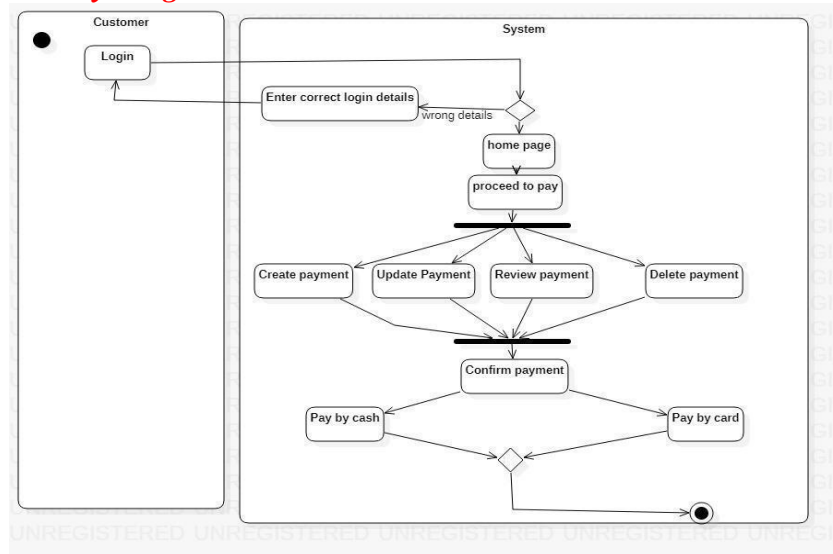 Customer
System
Login
Enter correct login details
wrong details
home page
proceed to pay
Create payment
Update Payment
Review payment
Delete payment
Confirm payment
Pay by cash
Pay by card
UNREGISTERED UNREGISTERED UNREGISTERED UNREGISTERED UNREGI